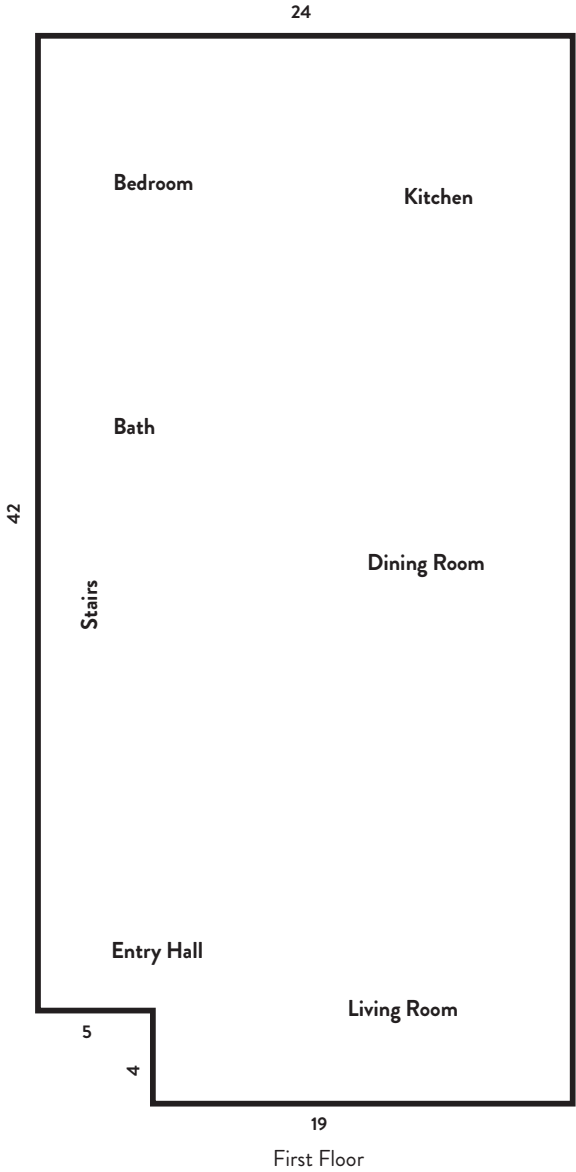 24
Bedroom
Kitchen
Bath
42
Dining Room
Stairs
Entry Hall
Living Room
5
4
19
First Floor